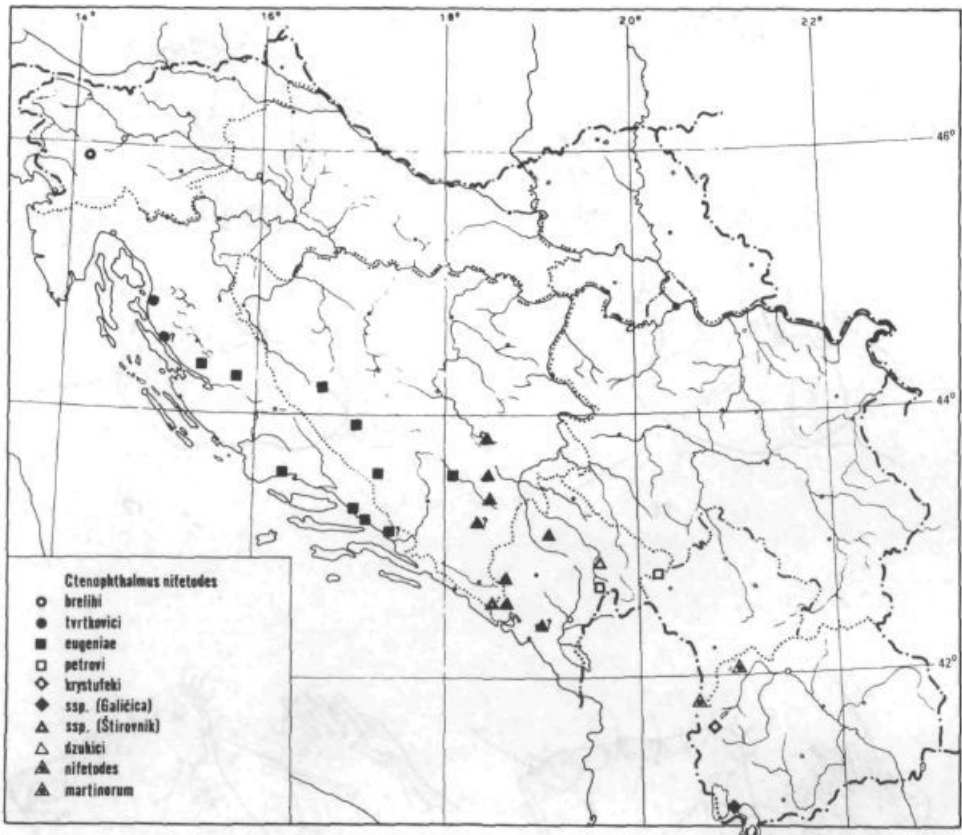 14° 16° 18° 20° 22°
46°
?
44°
?
?
?
42°
Ctenophthalmus nifetodes
brelihi
tvrtkovici
eugeniae
petrovi
krystufeki
ssp. (Galičica)
ssp. (Štirovnik)
dzukici
nifetodes
martinorum